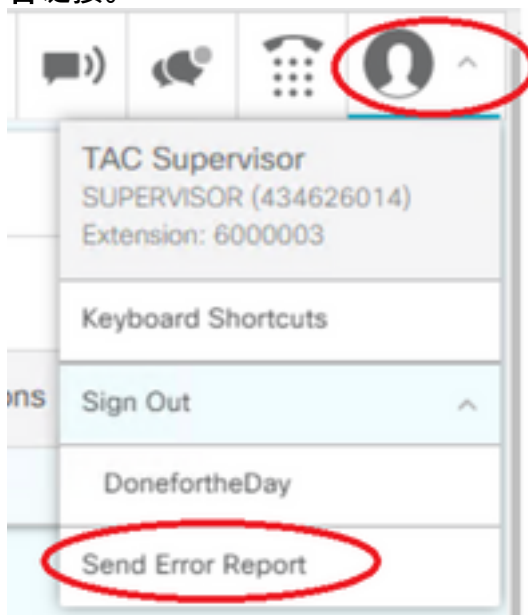 TAC Supervisor
SUPERVISOR (434626014)
Extension: 6000003
Keyboard Shortcuts
ons
Sign Out
DonefortheDay
Send Error Report